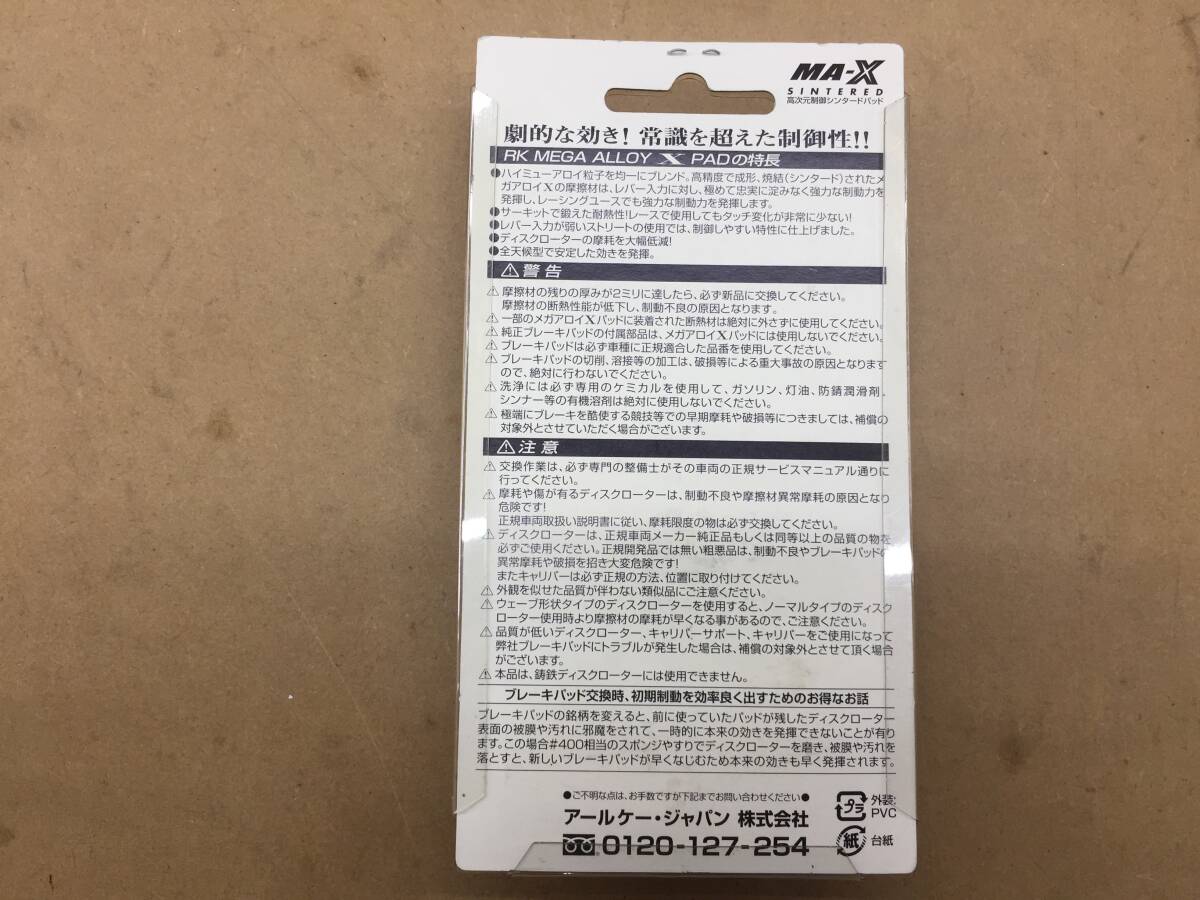 MA-X
SINTERED
高次元制御シンタードパッド
劇的な効き!常識を超えた制御性!!
RK MEGA ALLOY X PADの特長
●ハイミューアロイ粒子を均一にブレンド。高精度で成形、焼結(シンタード)されたメ
ガアロイXの摩擦材は、レバー入力に対し、極めて忠実に淀みなく強力な制動力を
発揮し、レーシングユースでも強力な制動力を発揮します。
●サーキットで鍛えた耐熱性!レースで使用してもタッチ変化が非常に少ない!
●レバー入力が弱いストリートの使用では、制御しやすい特性に仕上げました。
●ディスクローターの摩耗を大幅低減!
●全天候型で安定した効きを発揮。
⚠警告
⚠摩擦材の残りの厚みが2ミリに達したら、必ず新品に交換してください。
摩擦材の断熱性能が低下し、制動不良の原因となります。
⚠一部のメガアロイXパッドに装着された断熱材は絶対に外さずに使用してください。
⚠純正ブレーキパッドの付属部品は、メガアロイXパッドには使用しないでください。
⚠ブレーキパッドは必ず車種に正規適合した品番を使用してください。
⚠ブレーキパッドの切削、溶接等の加工は、破損等による重大事故の原因となります
ので、絶対に行わないでください。
⚠洗浄には必ず専用のケミカルを使用して、ガソリン、灯油、防錆潤滑剤、
シンナー等の有機溶剤は絶対に使用しないでください。
⚠極端にブレーキを酷使する競技等での早期摩耗や破損等につきましては、補償の
対象外とさせていただく場合がございます。
⚠注意
⚠交換作業は、必ず専門の整備士がその車両の正規サービスマニュアル通りに
行ってください。
⚠摩耗や傷が有るディスクローターは、制動不良や摩擦材異常摩耗の原因となり
危険です!
正規車両取扱い説明書に従い、摩耗限度の物は必ず交換してください。
⚠ディスクローターは、正規車両メーカー純正品もしくは同等以上の品質の物を
必ずご使用ください。正規開発品では無い粗悪品は、制動不良やブレーキパッドの
異常摩耗や破損を招き大変危険です!
またキャリパーは必ず正規の方法、位置に取り付けてください。
⚠外観を似せた品質が伴わない類似品にご注意ください。
⚠ウェーブ形状タイプのディスクローターを使用すると、ノーマルタイプのディスク
ローター使用時より摩擦材の摩耗が早くなる事があるので、ご注意ください。
⚠品質が低いディスクローター、キャリパーサポート、キャリパーをご使用になって
弊社ブレーキパッドにトラブルが発生した場合は、補償の対象外とさせて頂く場合
がございます。
⚠本品は、鋳鉄ディスクローターには使用できません。
ブレーキパッド交換時、初期制動を効率良く出すためのお得なお話
ブレーキパッドの銘柄を変えると、前に使っていたパッドが残したディスクローター
表面の被膜や汚れに邪魔をされて、一時的に本来の効きを発揮できないことが有り
ます。この場合#400相当のスポンジやすりでディスクローターを磨き、被膜や汚れを
落とすと、新しいブレーキパッドが早くなじむため本来の効きも早く発揮されます。
●ご不明な点は、お手数ですが下記までお問い合わせください●
アールケー・ジャパン 株式会社
0120-127-254
プラ
外装:
PVC
紙
台紙